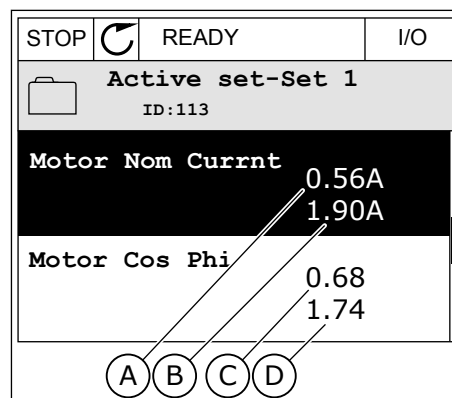 STOP READY I/O
Active set-Set 1
ID:113
Motor Nom Currnt
0.56A
1.90A
Motor Cos Phi
0.68
1.74
A B C D